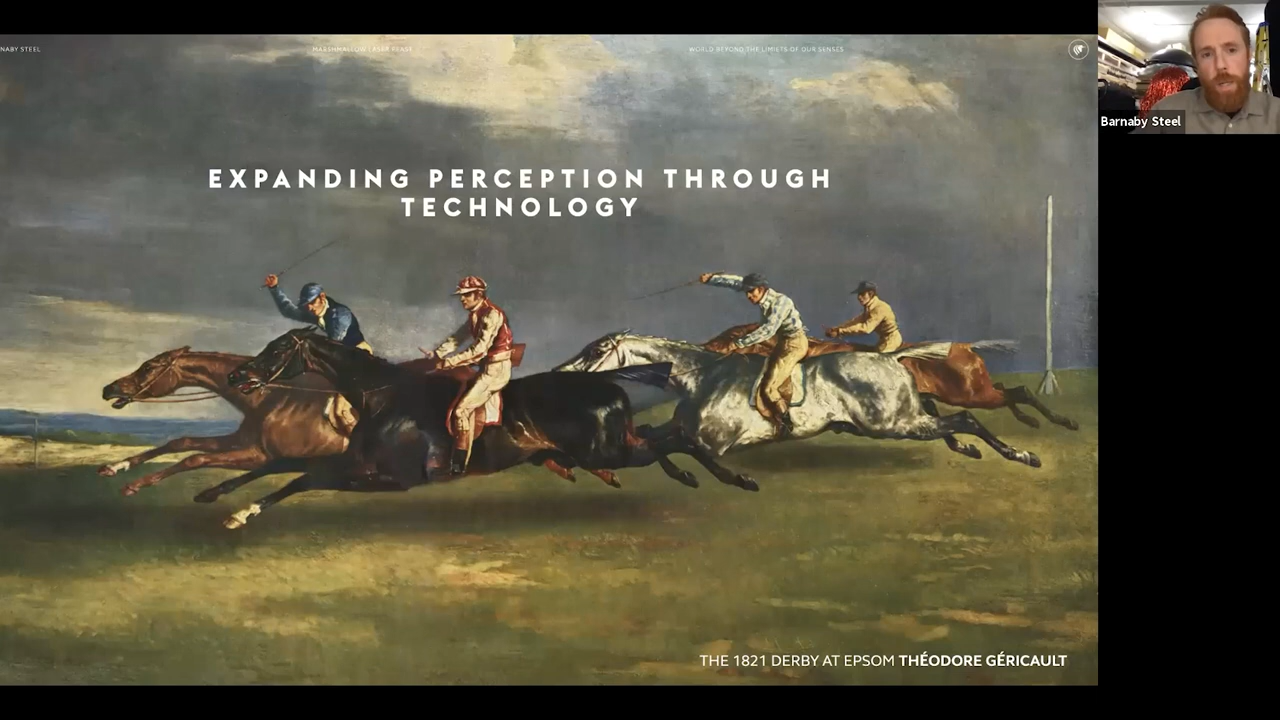 NABY STEEL
MARSHMALLOW LASER FEAST
WORLD BEYOND THE LIMIETS OF OUR SENSES
EXPANDING PERCEPTION THROUGH
TECHNOLOGY
THE 1821 DERBY AT EPSOM THÉODORE GÉRICAULT
Barnaby Steel